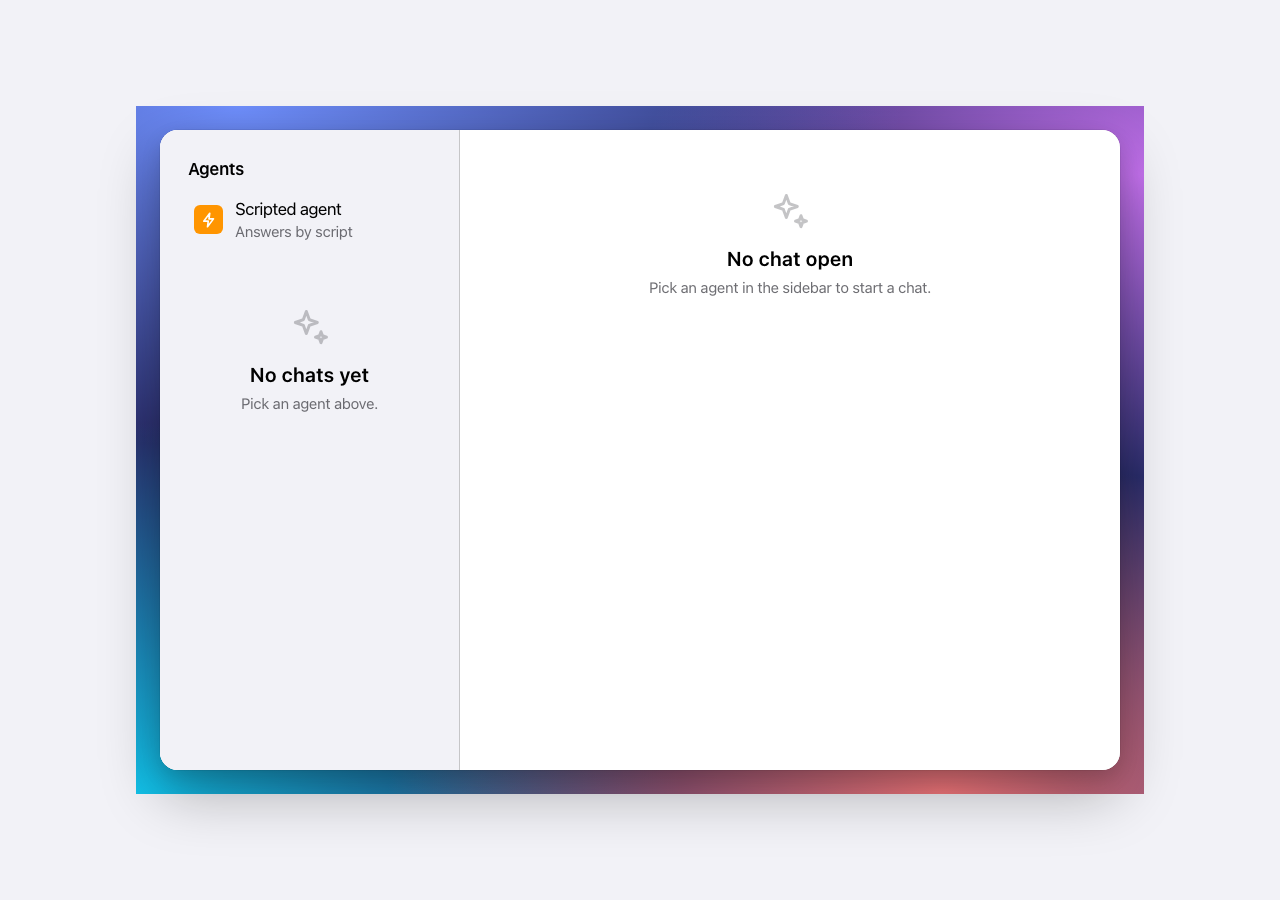 Agents
Scripted agent
Answers by script
No chats yet
Pick an agent above.
No chat open
Pick an agent in the sidebar to start a chat.